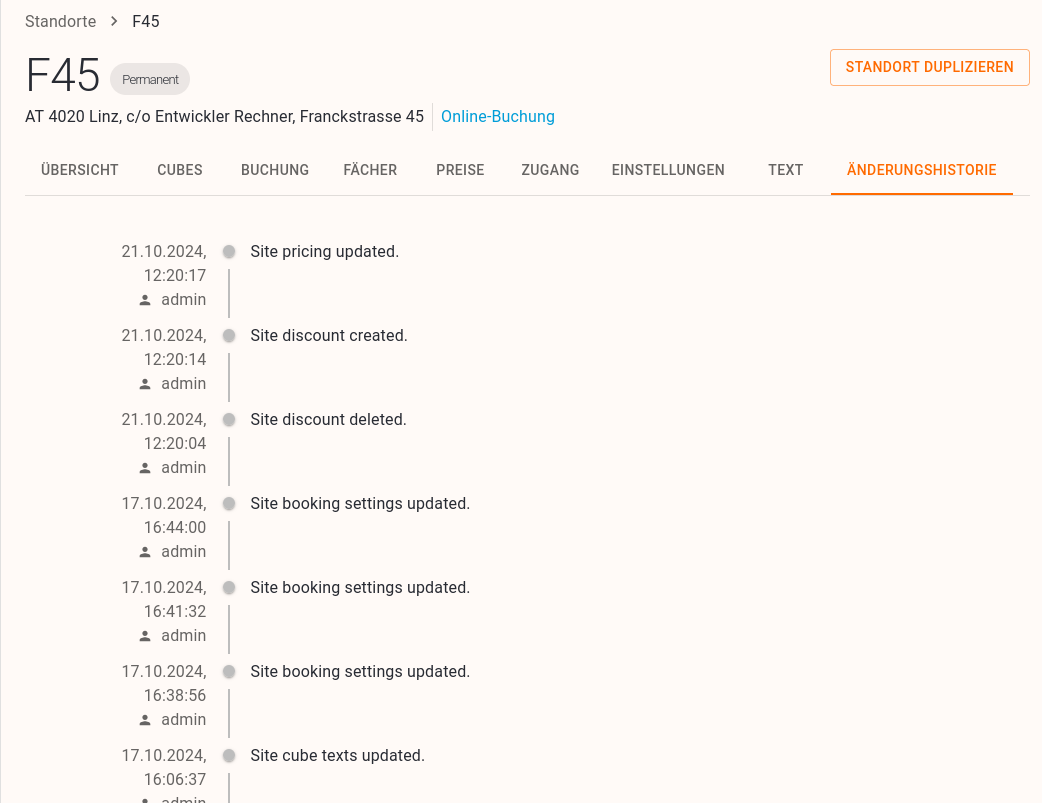 Standorte > F45
F45 Permanent
STANDORT DUPLIZIEREN
AT 4020 Linz, c/o Entwickler Rechner, Franckstrasse 45 Online-Buchung
ÜBERSICHT CUBES BUCHUNG FÄCHER PREISE ZUGANG EINSTELLUNGEN TEXT ÄNDERUNGSHISTORIE
21.10.2024, Site pricing updated.
12:20:17
admin
21.10.2024, Site discount created.
12:20:14
admin
21.10.2024, Site discount deleted.
12:20:04
admin
17.10.2024, Site booking settings updated.
16:44:00
admin
17.10.2024, Site booking settings updated.
16:41:32
admin
17.10.2024, Site booking settings updated.
16:38:56
admin
17.10.2024, Site cube texts updated.
16:06:37
admin